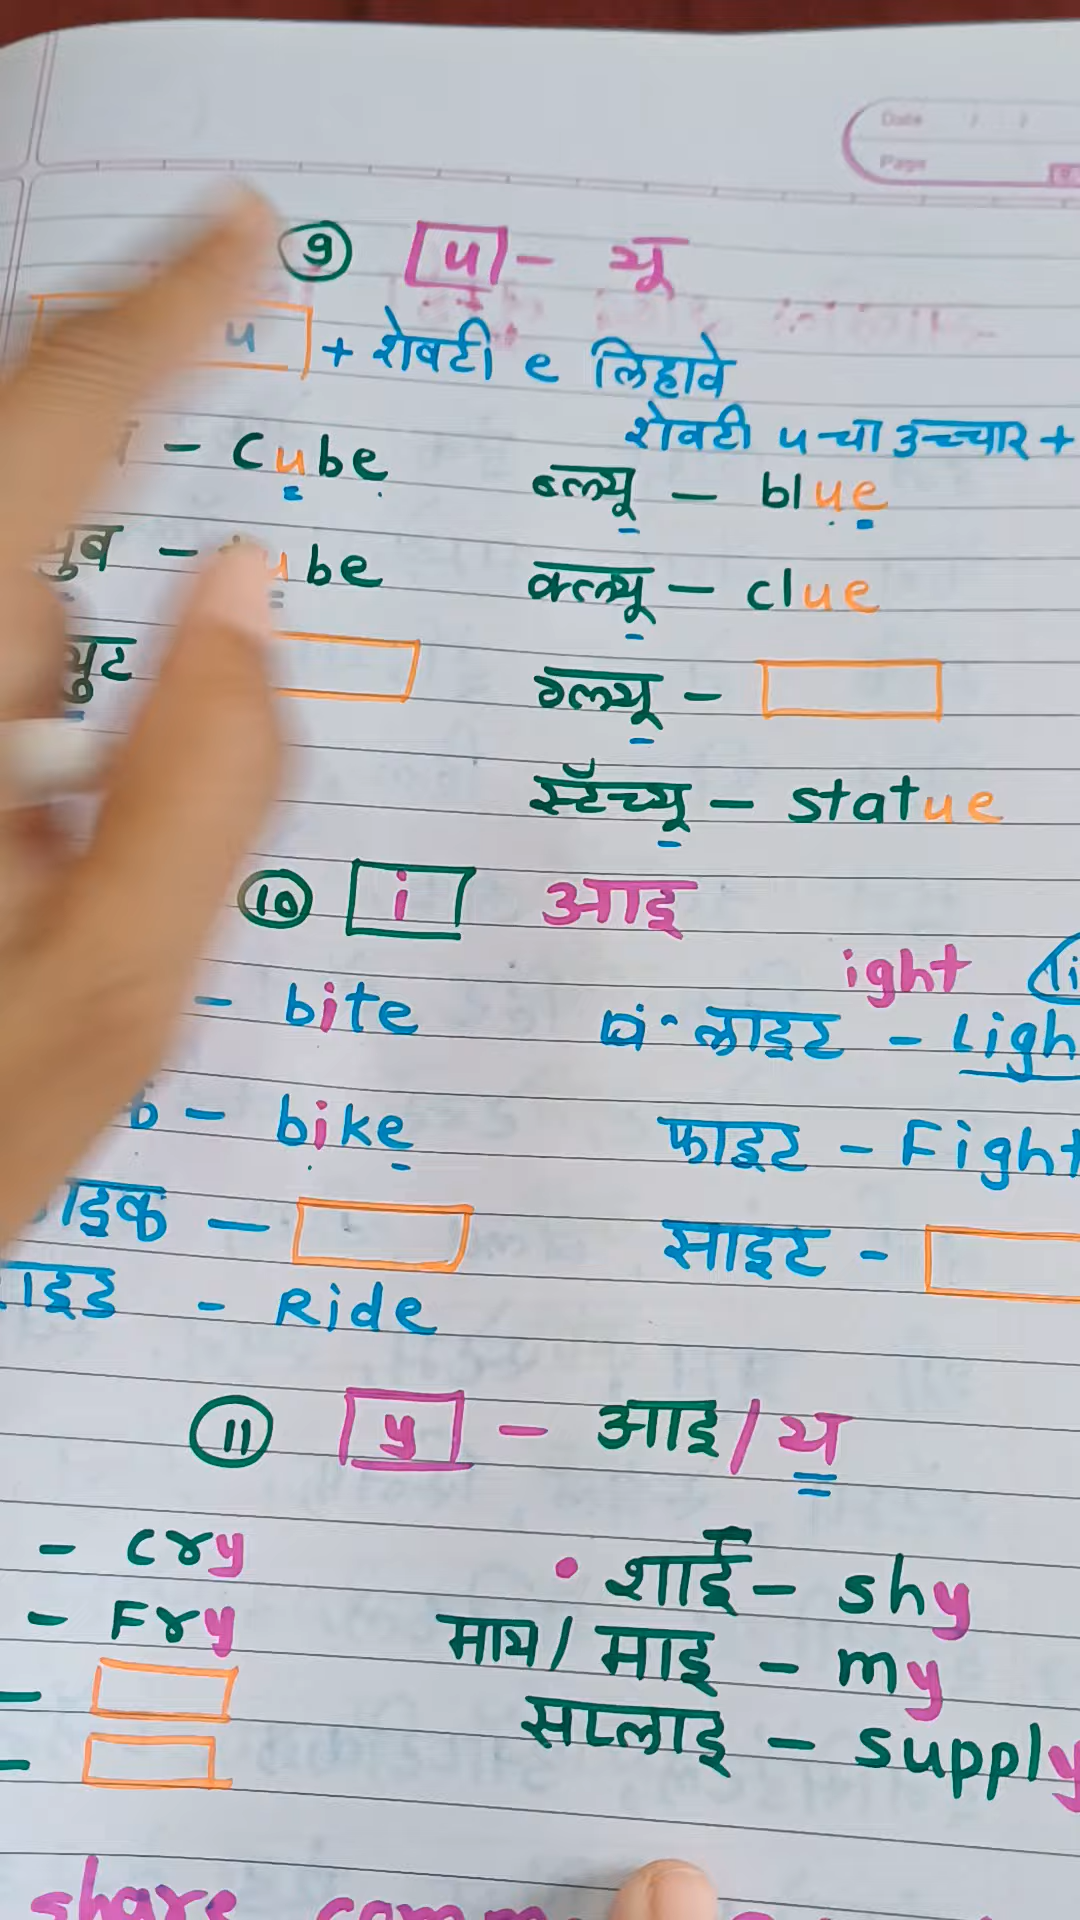 Date / /
Page
9 u - यू
u + शेवटी e लिहावे
शेवटी u चा उच्चार +
- Cube ब्ल्यू - blue
युब - be क्ल्यू - clue
युट ग्ल्यू -
स्टॅच्यू - statue
10 i आइ
ight
- bite लाइट - Ligh
- bike फाइट - Fight
ाइक - साइट -
ाइड - Ride
11 y - आइ/य
- cry शाई - shy
- Fry माय/ माइ - my
सप्लाइ - supply
share